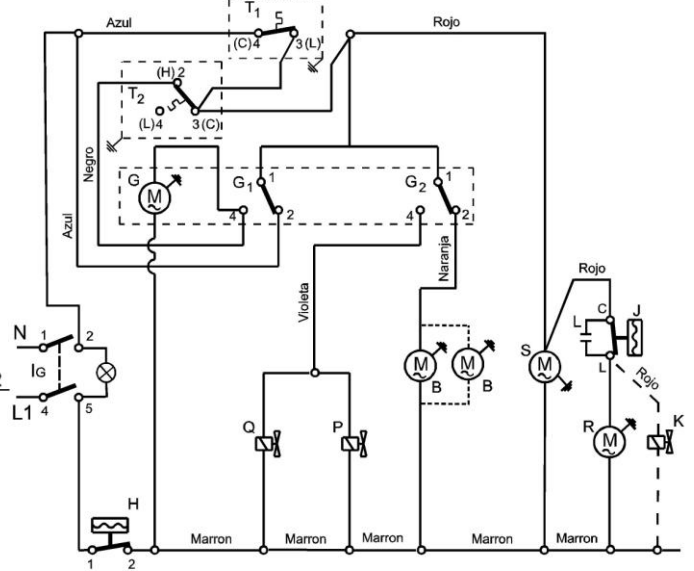 T1
Azul
Rojo
(C) 4
3 (L)
(H) 2
T2
(L) 4
3 (C)
Negro
G
M
G1
1
4
2
G2
1
4
2
Azul
Violeta
Naranja
Rojo
N
1
2
IG
L1
4
5
M
B
M
B
S
M
C
L
J
L
Rojo
Q
P
R
M
K
H
1
2
Marron
Marron
Marron
Marron
Marron